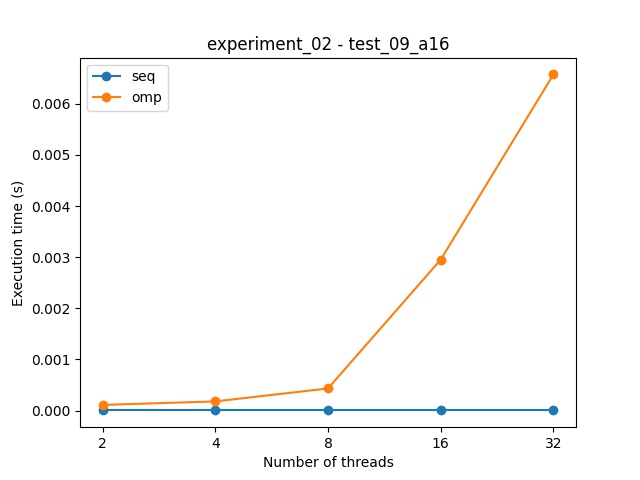 experiment_02 - test_09_a16
seq
omp
0.006
0.005
0.004
0.003
0.002
0.001
0.000
Execution time (s)
2 4 8 16 32
Number of threads